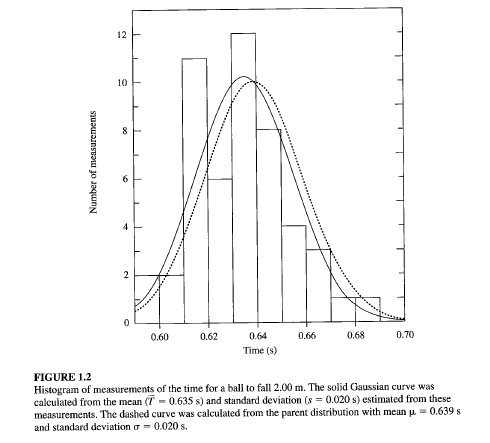 12
10
8
6
4
2
0
Number of measurements
0.60 0.62 0.64 0.66 0.68 0.70
Time (s)
FIGURE 1.2
Histogram of measurements of the time for a ball to fall 2.00 m. The solid Gaussian curve was
calculated from the mean (T̅ = 0.635 s) and standard deviation (s = 0.020 s) estimated from these
measurements. The dashed curve was calculated from the parent distribution with mean μ = 0.639 s
and standard deviation σ = 0.020 s.